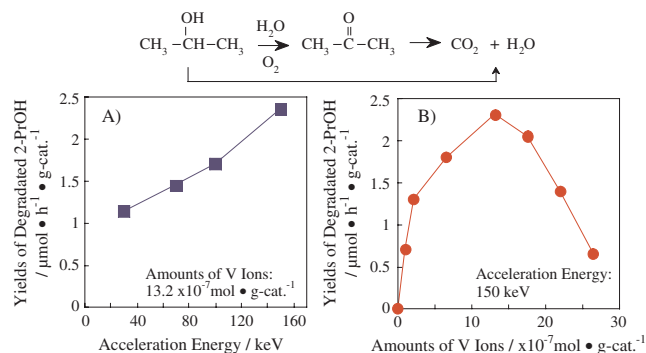 OH
CH3 -CH-CH3
H2O
O2
O
CH3 -C-CH3
CO2 + H2O
A)
Yields of Degradated 2-PrOH
/ μmol • h-1 • g-cat.-1
2.5
2
1.5
1
0.5
0
Amounts of V Ions:
13.2 x10-7mol • g-cat.-1
0 40 80 120 160
Acceleration Energy / keV
B)
Yields of Degradated 2-PrOH
/ μmol • h-1 • g-cat.-1
2.5
2
1.5
1
0.5
0
Acceleration Energy:
150 keV
0 10 20 30
Amounts of V Ions / x10-7mol • g-cat.-1